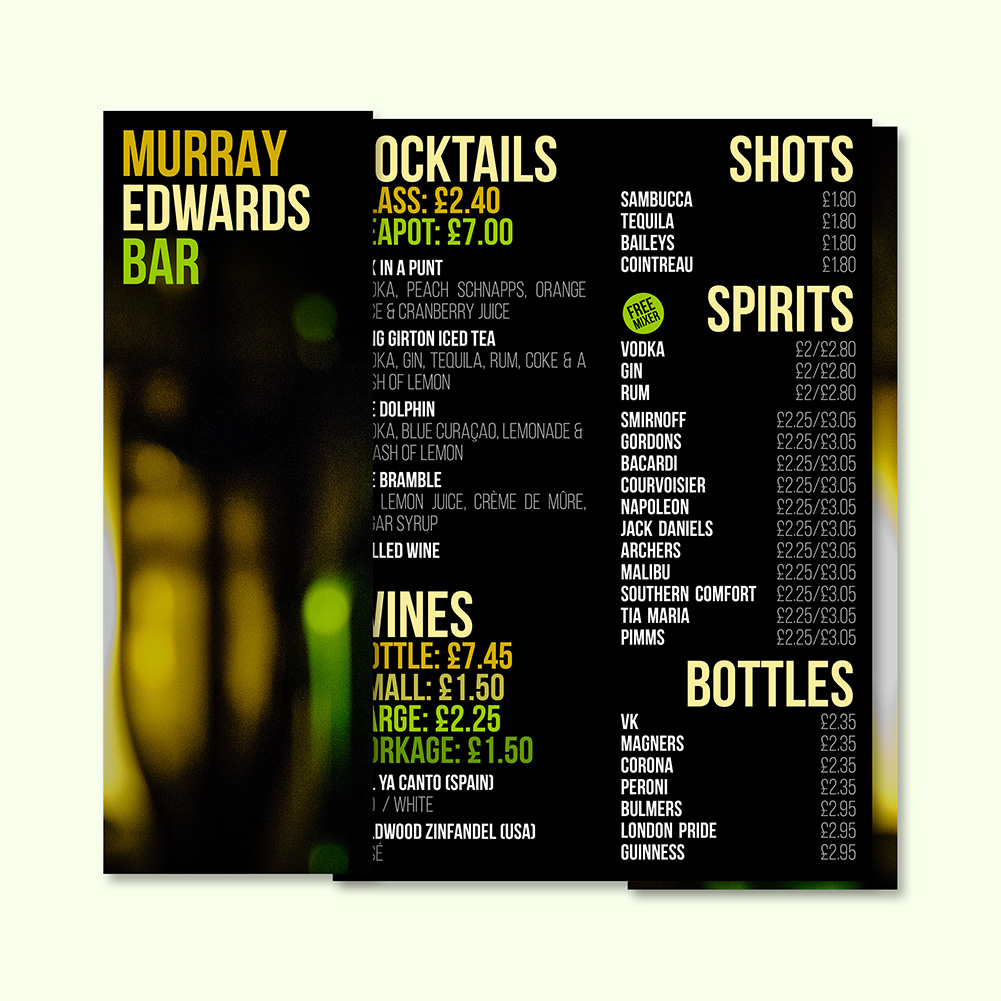 MURRAY
EDWARDS
BAR
OCKTAILS
LASS: £2.40
EAPOT: £7.00
IN A PUNT
PEACH SCHNAPPS, ORANGE
& CRANBERRY JUICE
GIRTON ICED TEA
GIN, TEQUILA, RUM, COKE & A
OF LEMON
DOLPHIN
BLUE CURAÇAO, LEMONADE &
ASH OF LEMON
BRAMBLE
LEMON JUICE, CRÈME DE MÛRE,
GAR SYRUP
LLED WINE
WINES
OTTLE: £7.45
MALL: £1.50
ARGE: £2.25
ORKAGE: £1.50
YA CANTO (SPAIN)
/ WHITE
LDWOOD ZINFANDEL (USA)
SÉ
SHOTS
SAMBUCCA £1.80
TEQUILA £1.80
BAILEYS £1.80
COINTREAU £1.80
FREE
MIXER
SPIRITS
VODKA £2/£2.80
GIN £2/£2.80
RUM £2/£2.80
SMIRNOFF £2.25/£3.05
GORDONS £2.25/£3.05
BACARDI £2.25/£3.05
COURVOISIER £2.25/£3.05
NAPOLEON £2.25/£3.05
JACK DANIELS £2.25/£3.05
ARCHERS £2.25/£3.05
MALIBU £2.25/£3.05
SOUTHERN COMFORT £2.25/£3.05
TIA MARIA £2.25/£3.05
PIMMS £2.25/£3.05
BOTTLES
VK £2.35
MAGNERS £2.35
CORONA £2.35
PERONI £2.35
BULMERS £2.95
LONDON PRIDE £2.95
GUINNESS £2.95